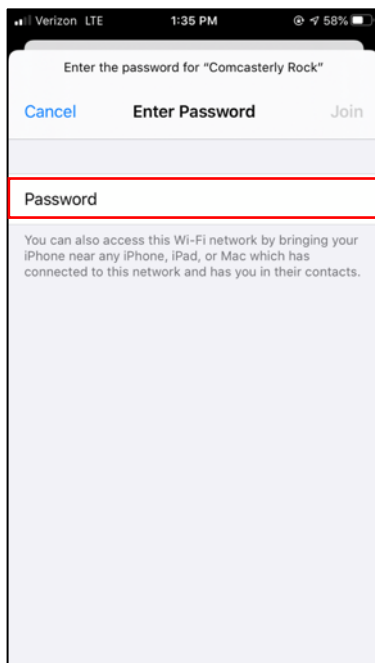 Verizon LTE 1:35 PM 58%
Enter the password for “Comcasterly Rock”
Cancel Enter Password Join
Password
You can also access this Wi-Fi network by bringing your
iPhone near any iPhone, iPad, or Mac which has
connected to this network and has you in their contacts.